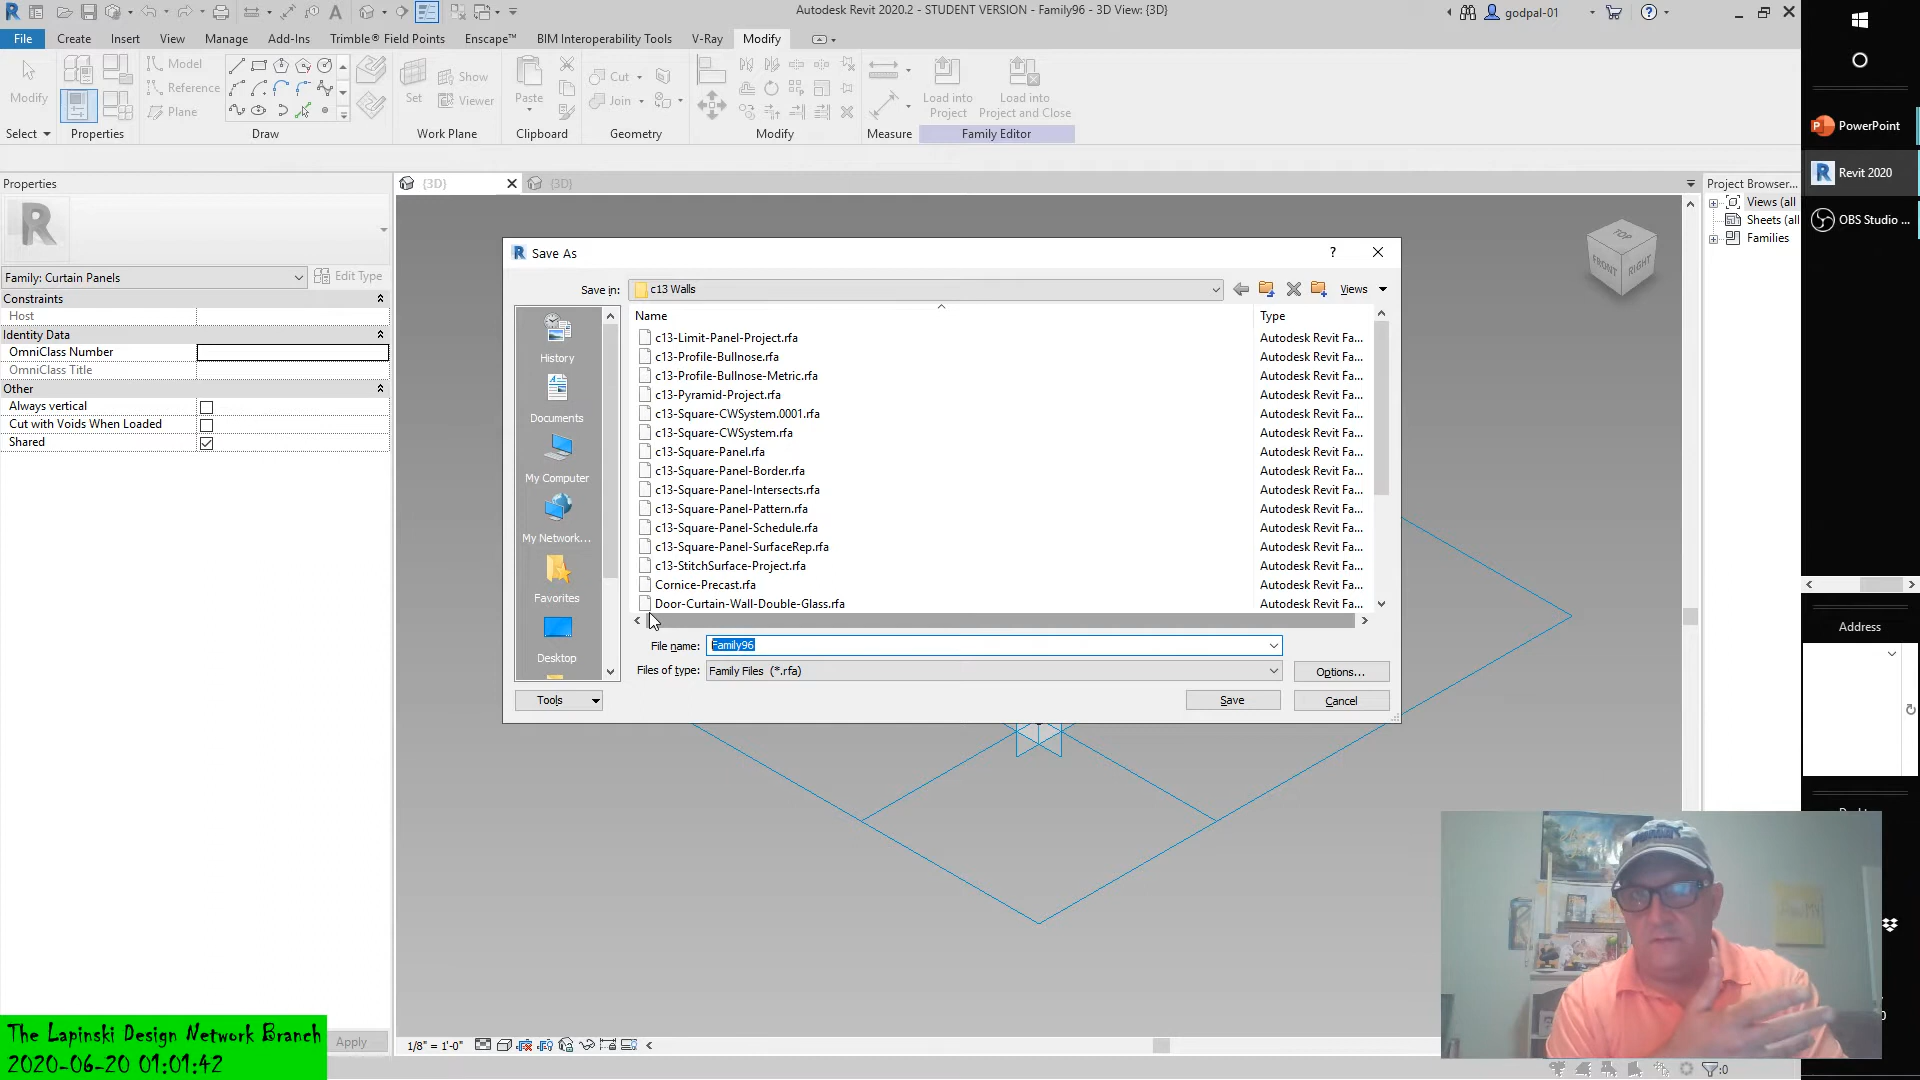 Autodesk Revit 2020.2 - STUDENT VERSION - Family96 - 3D View: {3D}
godpal-01
File
Create
Insert
View
Manage
Add-Ins
Trimble® Field Points
Enscape™
BIM Interoperability Tools
V-Ray
Modify
Modify
Model
Reference
Plane
Set
Show
Viewer
Paste
Cut
Join
Load into
Project
Load into
Project and Close
Select
Properties
Draw
Work Plane
Clipboard
Geometry
Modify
Measure
Family Editor
PowerPoint
Revit 2020
OBS Studio ...
Properties
{3D}
{3D}
Project Browser...
Views (all
Sheets (all
Families
Family: Curtain Panels
Edit Type
Constraints
Host
Identity Data
OmniClass Number
OmniClass Title
Other
Always vertical
Cut with Voids When Loaded
Shared
TOP
FRONT
RIGHT
Save As
Save in:
c13 Walls
Views
History
Documents
My Computer
My Network...
Favorites
Desktop
Name
Type
c13-Limit-Panel-Project.rfa
Autodesk Revit Fa...
c13-Profile-Bullnose.rfa
Autodesk Revit Fa...
c13-Profile-Bullnose-Metric.rfa
Autodesk Revit Fa...
c13-Pyramid-Project.rfa
Autodesk Revit Fa...
c13-Square-CWSystem.0001.rfa
Autodesk Revit Fa...
c13-Square-CWSystem.rfa
Autodesk Revit Fa...
c13-Square-Panel.rfa
Autodesk Revit Fa...
c13-Square-Panel-Border.rfa
Autodesk Revit Fa...
c13-Square-Panel-Intersects.rfa
Autodesk Revit Fa...
c13-Square-Panel-Pattern.rfa
Autodesk Revit Fa...
c13-Square-Panel-Schedule.rfa
Autodesk Revit Fa...
c13-Square-Panel-SurfaceRep.rfa
Autodesk Revit Fa...
c13-StitchSurface-Project.rfa
Autodesk Revit Fa...
Cornice-Precast.rfa
Autodesk Revit Fa...
Door-Curtain-Wall-Double-Glass.rfa
Autodesk Revit Fa...
File name:
Family96
Files of type:
Family Files (*.rfa)
Options...
Tools
Save
Cancel
Address
The Lapinski Design Network Branch
2020-06-20 01:01:42
Apply
1/8" = 1'-0"
:0